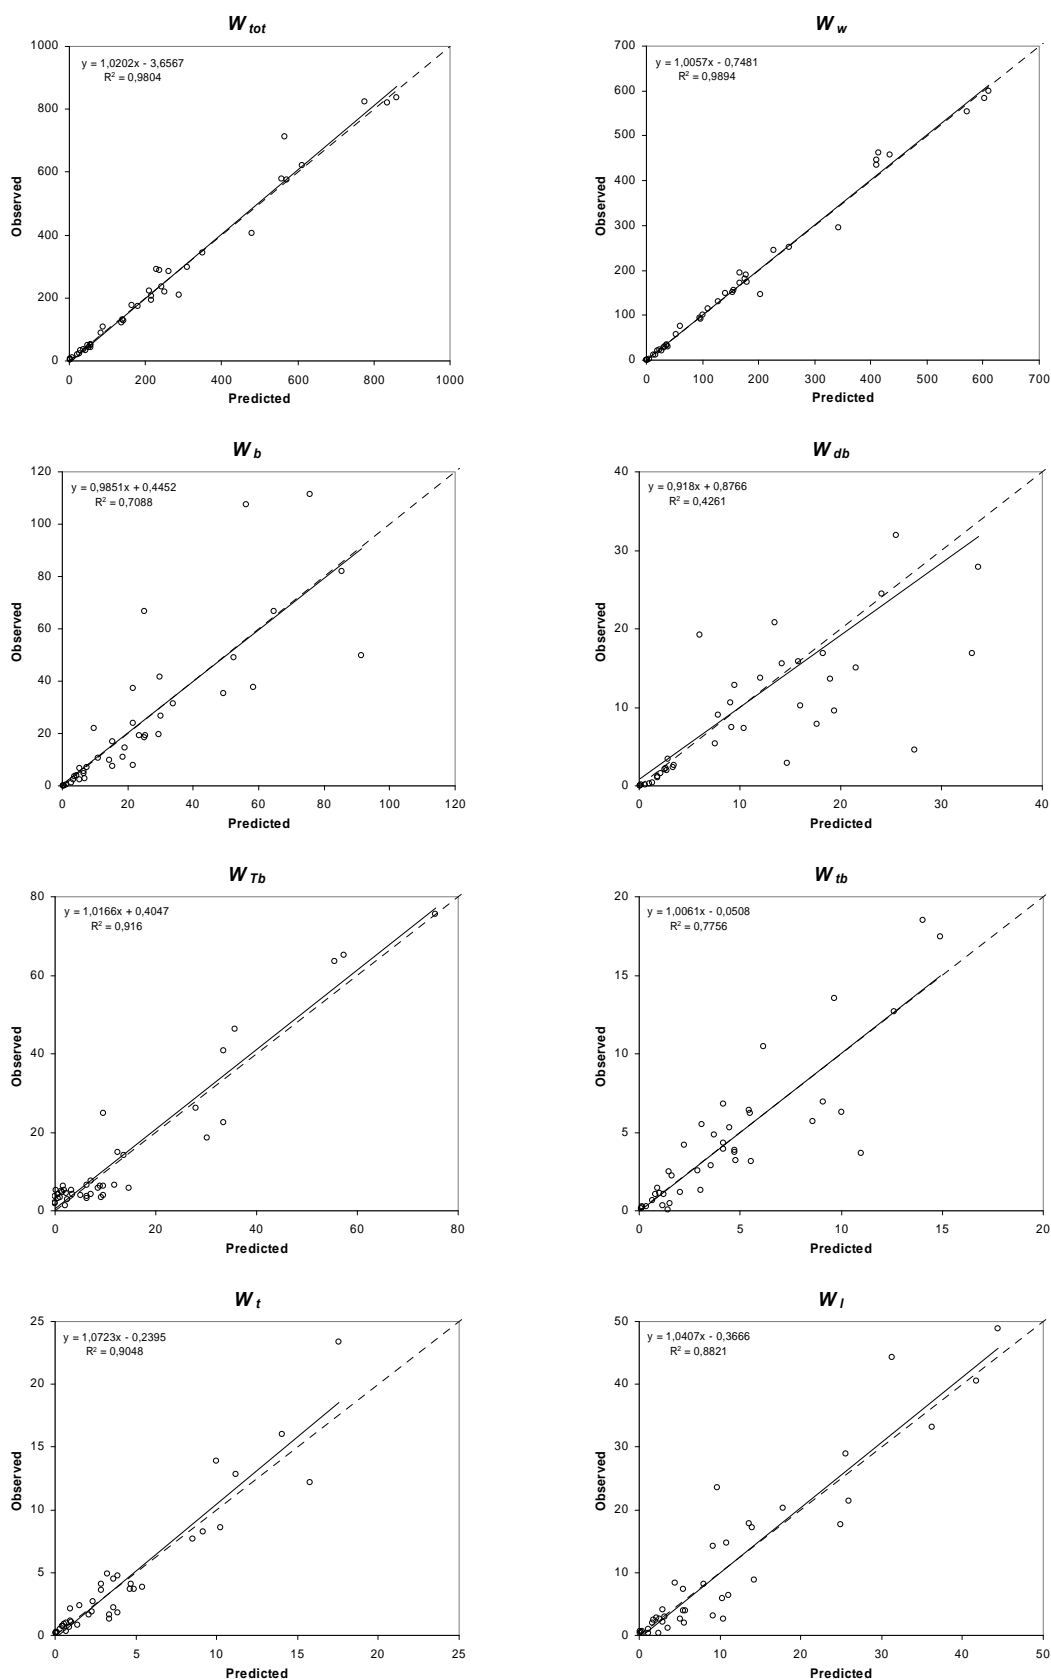 W tot
1000
800
600
400
200
0
Observed
y = 1,0202x - 3,6567
R² = 0,9804
0 200 400 600 800 1000
Predicted
W w
700
600
500
400
300
200
100
0
Observed
y = 1,0057x - 0,7481
R² = 0,9894
0 100 200 300 400 500 600 700
Predicted
W b
120
100
80
60
40
20
0
Observed
y = 0,9851x + 0,4452
R² = 0,7088
0 20 40 60 80 100 120
Predicted
W db
40
30
20
10
0
Observed
y = 0,918x + 0,8766
R² = 0,4261
0 10 20 30 40
Predicted
W Tb
80
60
40
20
0
Observed
y = 1,0166x + 0,4047
R² = 0,916
0 20 40 60 80
Predicted
W tb
20
15
10
5
0
Observed
y = 1,0061x - 0,0508
R² = 0,7756
0 5 10 15 20
Predicted
W t
25
20
15
10
5
0
Observed
y = 1,0723x - 0,2395
R² = 0,9048
0 5 10 15 20 25
Predicted
W l
50
40
30
20
10
0
Observed
y = 1,0407x - 0,3666
R² = 0,8821
0 10 20 30 40 50
Predicted